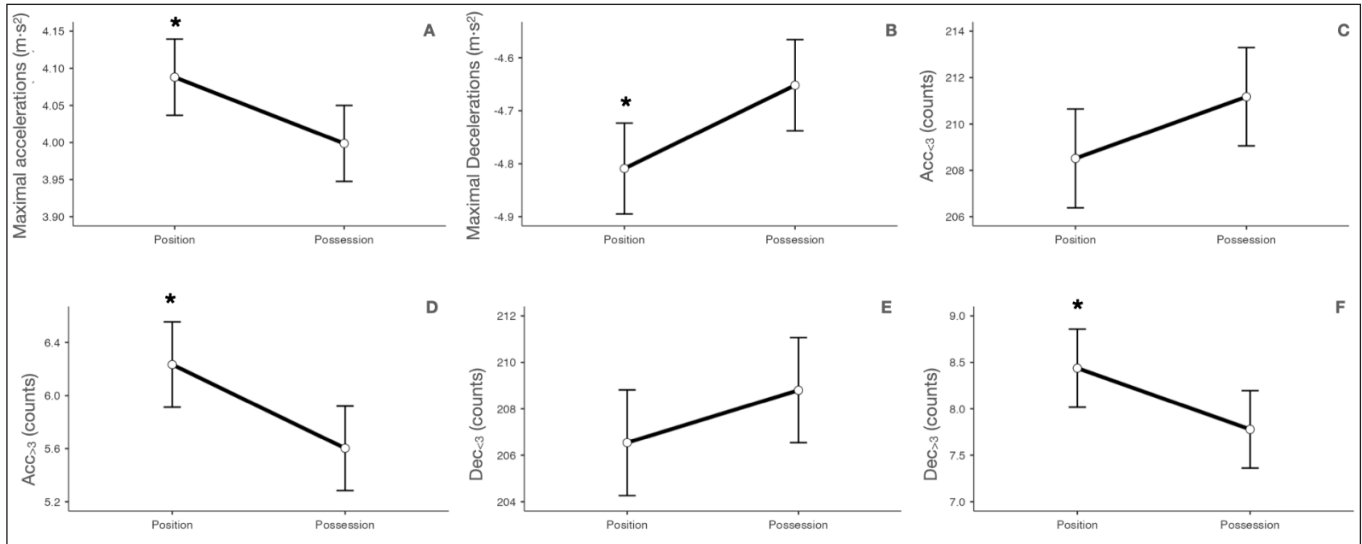 Maximal accelerations (m·s²)
4.15
4.10
4.05
4.00
3.95
3.90
*
A
Position
Possession
Maximal Decelerations (m·s²)
-4.6
-4.7
-4.8
-4.9
*
B
Position
Possession
Acc<3 (counts)
214
212
210
208
206
C
Position
Possession
Acc>3 (counts)
6.4
6.0
5.6
5.2
*
D
Position
Possession
Dec<3 (counts)
212
210
208
206
204
E
Position
Possession
Dec>3 (counts)
9.0
8.5
8.0
7.5
7.0
*
F
Position
Possession